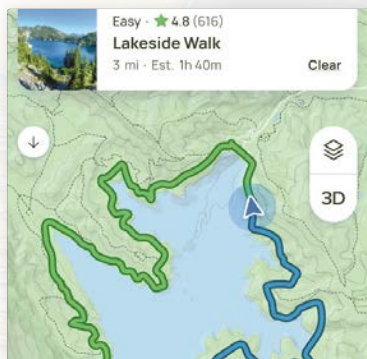 Easy · ★ 4.8 (616)
Lakeside Walk
3 mi · Est. 1h 40m
Clear
3D